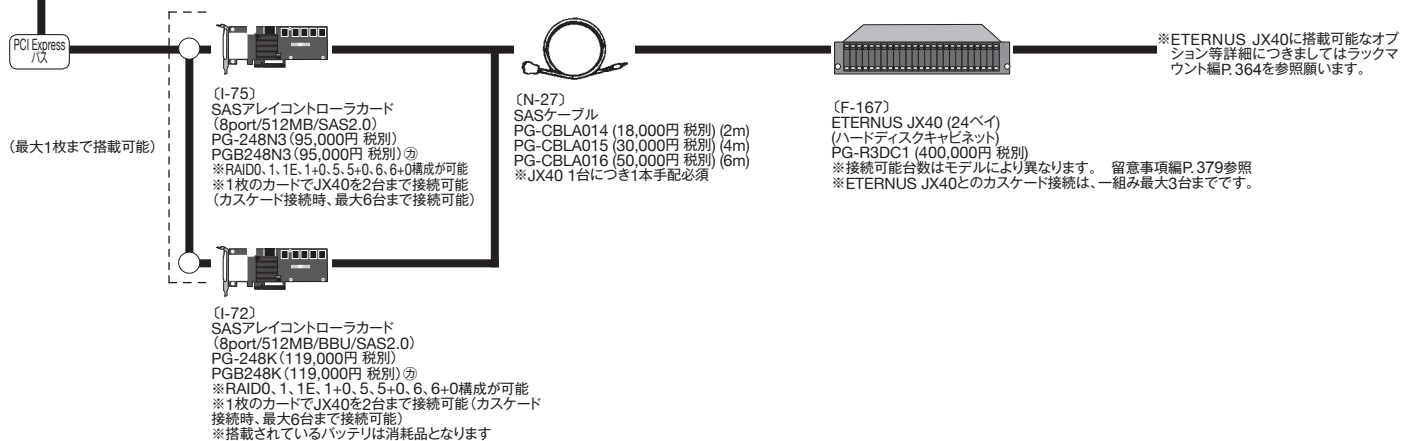 PCI Express
バス
(最大1枚まで搭載可能)
〔I-75〕
SASアレイコントローラカード
(8port/512MB/SAS2.0)
PG-248N3(95,000円 税別)
PGB248N3(95,000円 税別)㋕
※RAID0、1、1E、1+0、5、5+0、6、6+0構成が可能
※1枚のカードでJX40を2台まで接続可能
(カスケード接続時、最大6台まで接続可能)
〔I-72〕
SASアレイコントローラカード
(8port/512MB/BBU/SAS2.0)
PG-248K(119,000円 税別)
PGB248K(119,000円 税別)㋕
※RAID0、1、1E、1+0、5、5+0、6、6+0構成が可能
※1枚のカードでJX40を2台まで接続可能(カスケード
接続時、最大6台まで接続可能)
※搭載されているバッテリは消耗品となります
〔N-27〕
SASケーブル
PG-CBLA014 (18,000円 税別) (2m)
PG-CBLA015 (30,000円 税別) (4m)
PG-CBLA016 (50,000円 税別) (6m)
※JX40 1台につき1本手配必須
〔F-167〕
ETERNUS JX40 (24ベイ)
(ハードディスクキャビネット)
PG-R3DC1 (400,000円 税別)
※接続可能台数はモデルにより異なります。 留意事項編P.379参照
※ETERNUS JX40とのカスケード接続は、一組み最大3台までです。
※ETERNUS JX40に搭載可能なオプ
ション等詳細につきましてはラックマ
ウント編P.364を参照願います。